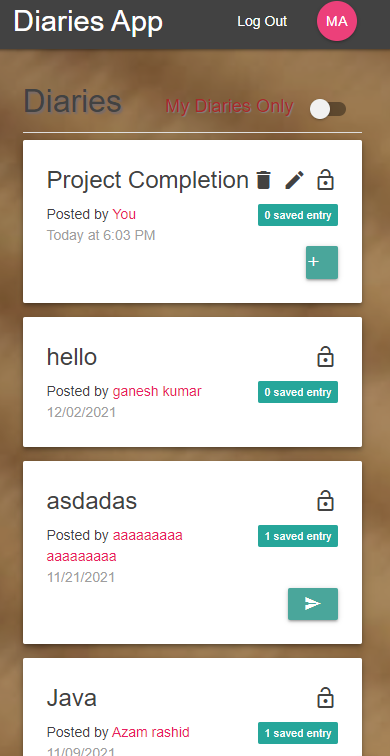 Diaries App Log Out MA
Diaries My Diaries Only
Project Completion
Posted by You 0 saved entry
Today at 6:03 PM
+
hello
Posted by ganesh kumar 0 saved entry
12/02/2021
asdadas
Posted by aaaaaaaaa 1 saved entry
aaaaaaaaa
11/21/2021
Java
Posted by Azam rashid 1 saved entry
11/09/2021